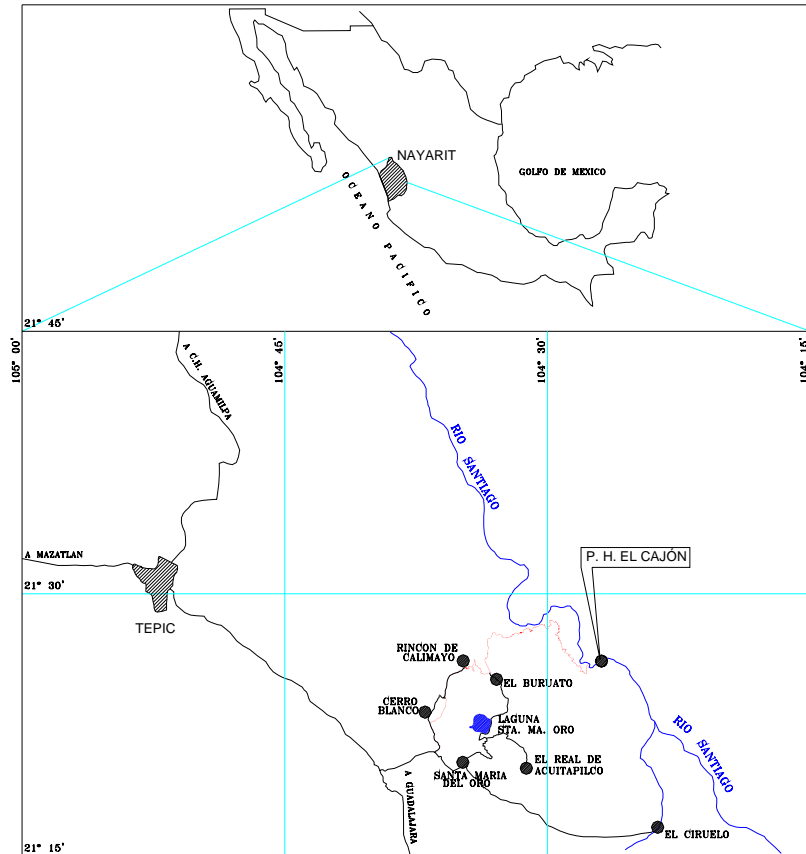 NAYARIT
GOLFO DE MEXICO
OCEANO PACIFICO
21° 45'
105° 00'
104° 45'
104° 30'
104° 15'
A C.H. AGUAMILPA
RIO SANTIAGO
A MAZATLAN
P. H. EL CAJÓN
21° 30'
TEPIC
RINCON DE
CALIMAYO
EL BURUATO
CERRO
BLANCO
LAGUNA
STA. MA. ORO
RIO SANTIAGO
EL REAL DE
ACUITAPILCO
SANTA MARIA
DEL ORO
A GUADALAJARA
EL CIRUELO
21° 15'